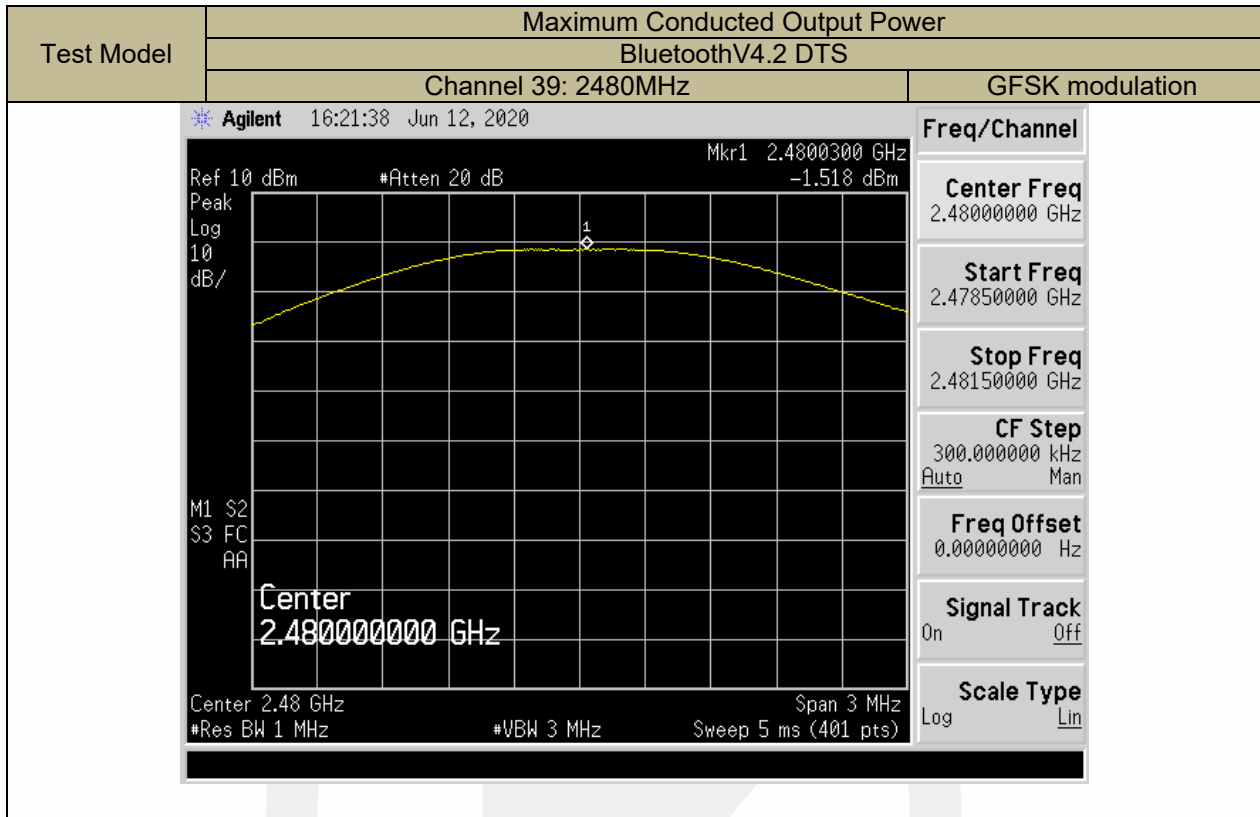 Test Model
Maximum Conducted Output Power
BluetoothV4.2 DTS
Channel 39: 2480MHz
GFSK modulation
Agilent 16:21:38 Jun 12, 2020
Mkr1 2.4800300 GHz
Ref 10 dBm #Atten 20 dB -1.518 dBm
Peak
Log
10
dB/
1
M1 S2
S3 FC
AA
Center
2.480000000 GHz
Center 2.48 GHz Span 3 MHz
#Res BW 1 MHz #VBW 3 MHz Sweep 5 ms (401 pts)
Freq/Channel
Center Freq
2.48000000 GHz
Start Freq
2.47850000 GHz
Stop Freq
2.48150000 GHz
CF Step
300.000000 kHz
Auto Man
Freq Offset
0.00000000 Hz
Signal Track
On Off
Scale Type
Log Lin